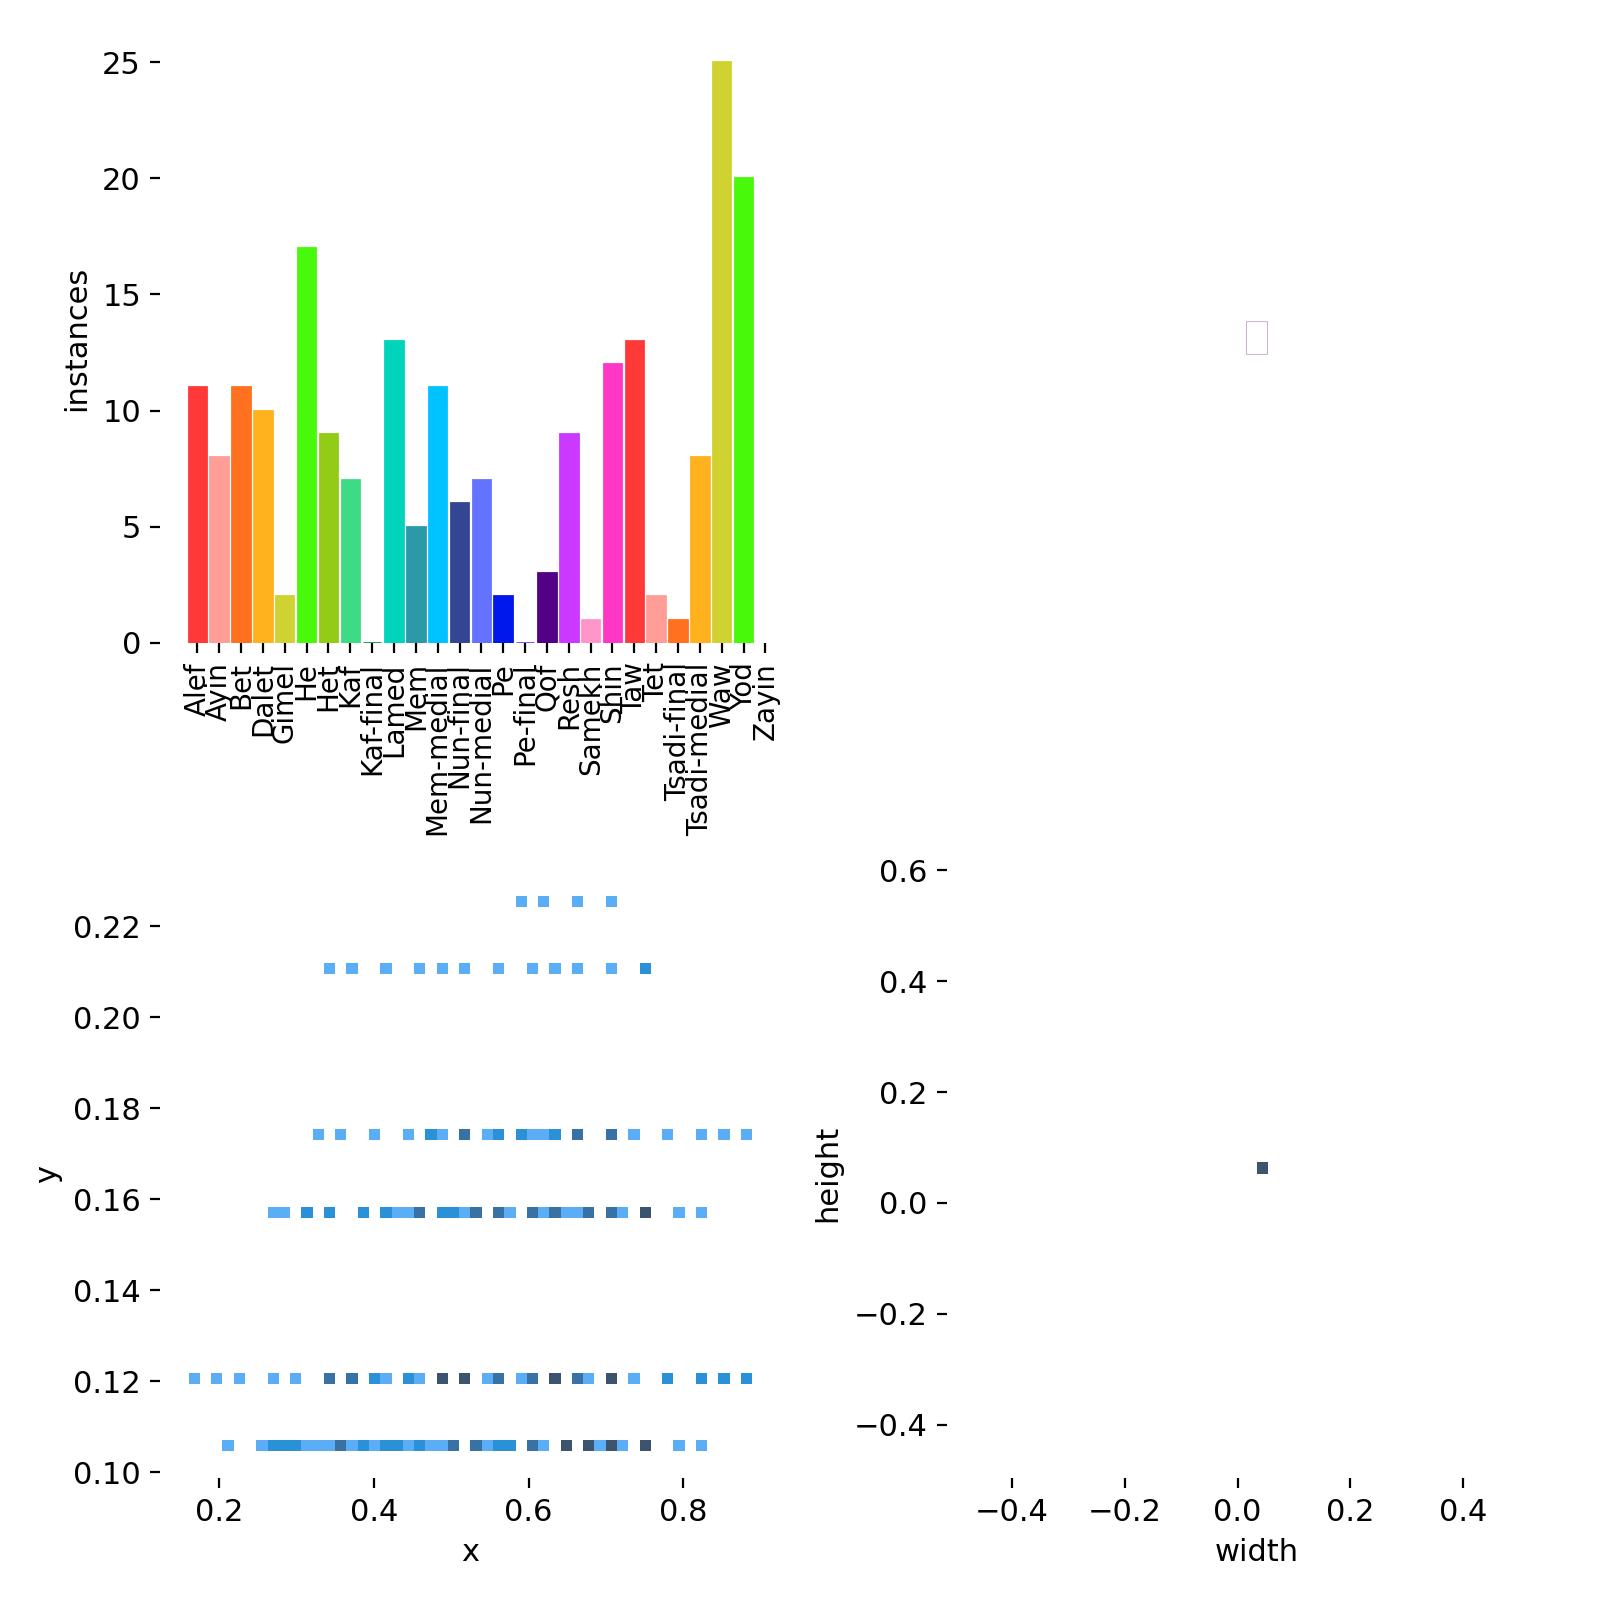 25
20
15
10
5
0
instances
Alef
Ayin
Bet
Dalet
Gimel
He
Het
Kaf
Kaf-final
Lamed
Mem
Mem-medial
Nun-final
Nun-medial
Pe
Pe-final
Qof
Resh
Samekh
Shin
Taw
Tet
Tsadi-final
Tsadi-medial
Waw
Yod
Zayin
0.22
0.20
0.18
0.16
0.14
0.12
0.10
y
0.2 0.4 0.6 0.8
x
0.6
0.4
0.2
0.0
−0.2
−0.4
height
−0.4 −0.2 0.0 0.2 0.4
width